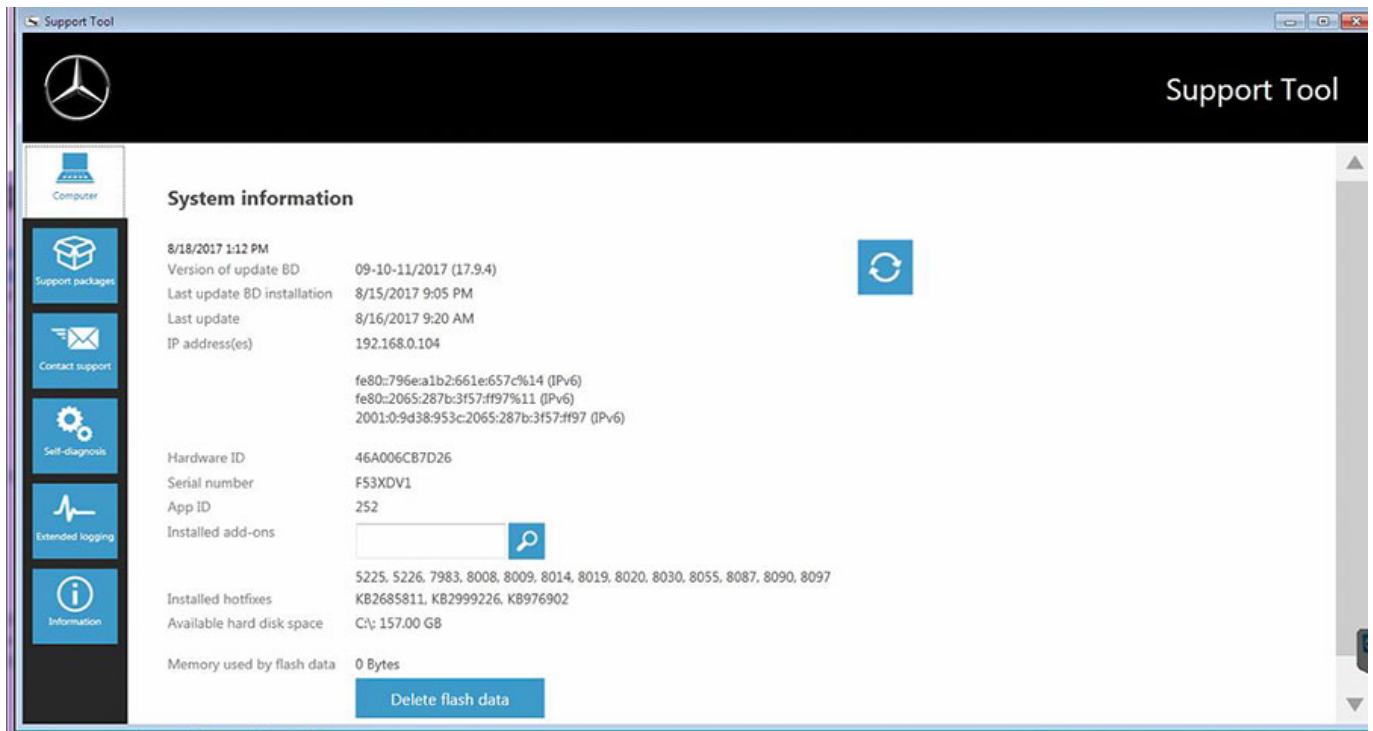 Support Tool
Support Tool
Computer
Support packages
Contact support
Self-diagnosis
Extended logging
Information
System information
8/18/2017 1:12 PM
Version of update BD 09-10-11/2017 (17.9.4)
Last update BD installation 8/15/2017 9:05 PM
Last update 8/16/2017 9:20 AM
IP address(es) 192.168.0.104
fe80::796e:a1b2:661e:657c%14 (IPv6)
fe80::2065:287b:3f57:ff97%11 (IPv6)
2001:0:9d38:953c:2065:287b:3f57:ff97 (IPv6)
Hardware ID 46A006CB7D26
Serial number F53XDV1
App ID 252
Installed add-ons
5225, 5226, 7983, 8008, 8009, 8014, 8019, 8020, 8030, 8055, 8087, 8090, 8097
Installed hotfixes KB2685811, KB2999226, KB976902
Available hard disk space C:\: 157.00 GB
Memory used by flash data 0 Bytes
Delete flash data